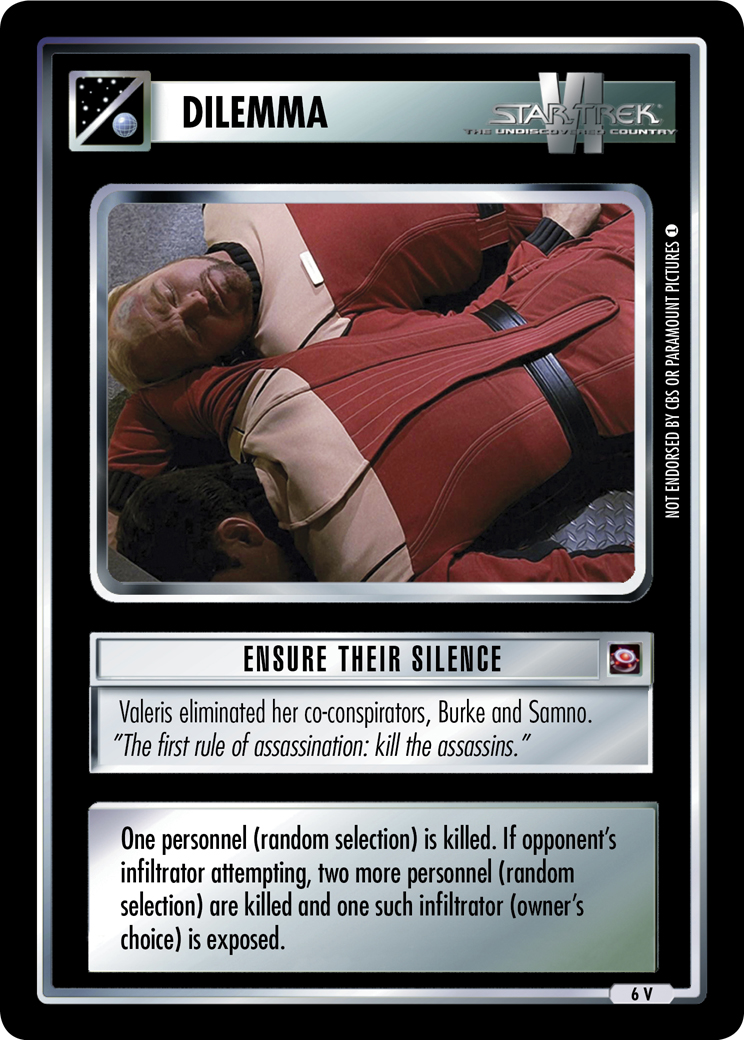 DILEMMA
VI
STAR TREK
THE UNDISCOVERED COUNTRY
NOT ENDORSED BY CBS OR PARAMOUNT PICTURES 1
ENSURE THEIR SILENCE
Valeris eliminated her co-conspirators, Burke and Samno.
"The first rule of assassination: kill the assassins."
One personnel (random selection) is killed. If opponent's
infiltrator attempting, two more personnel (random
selection) are killed and one such infiltrator (owner's
choice) is exposed.
6 V